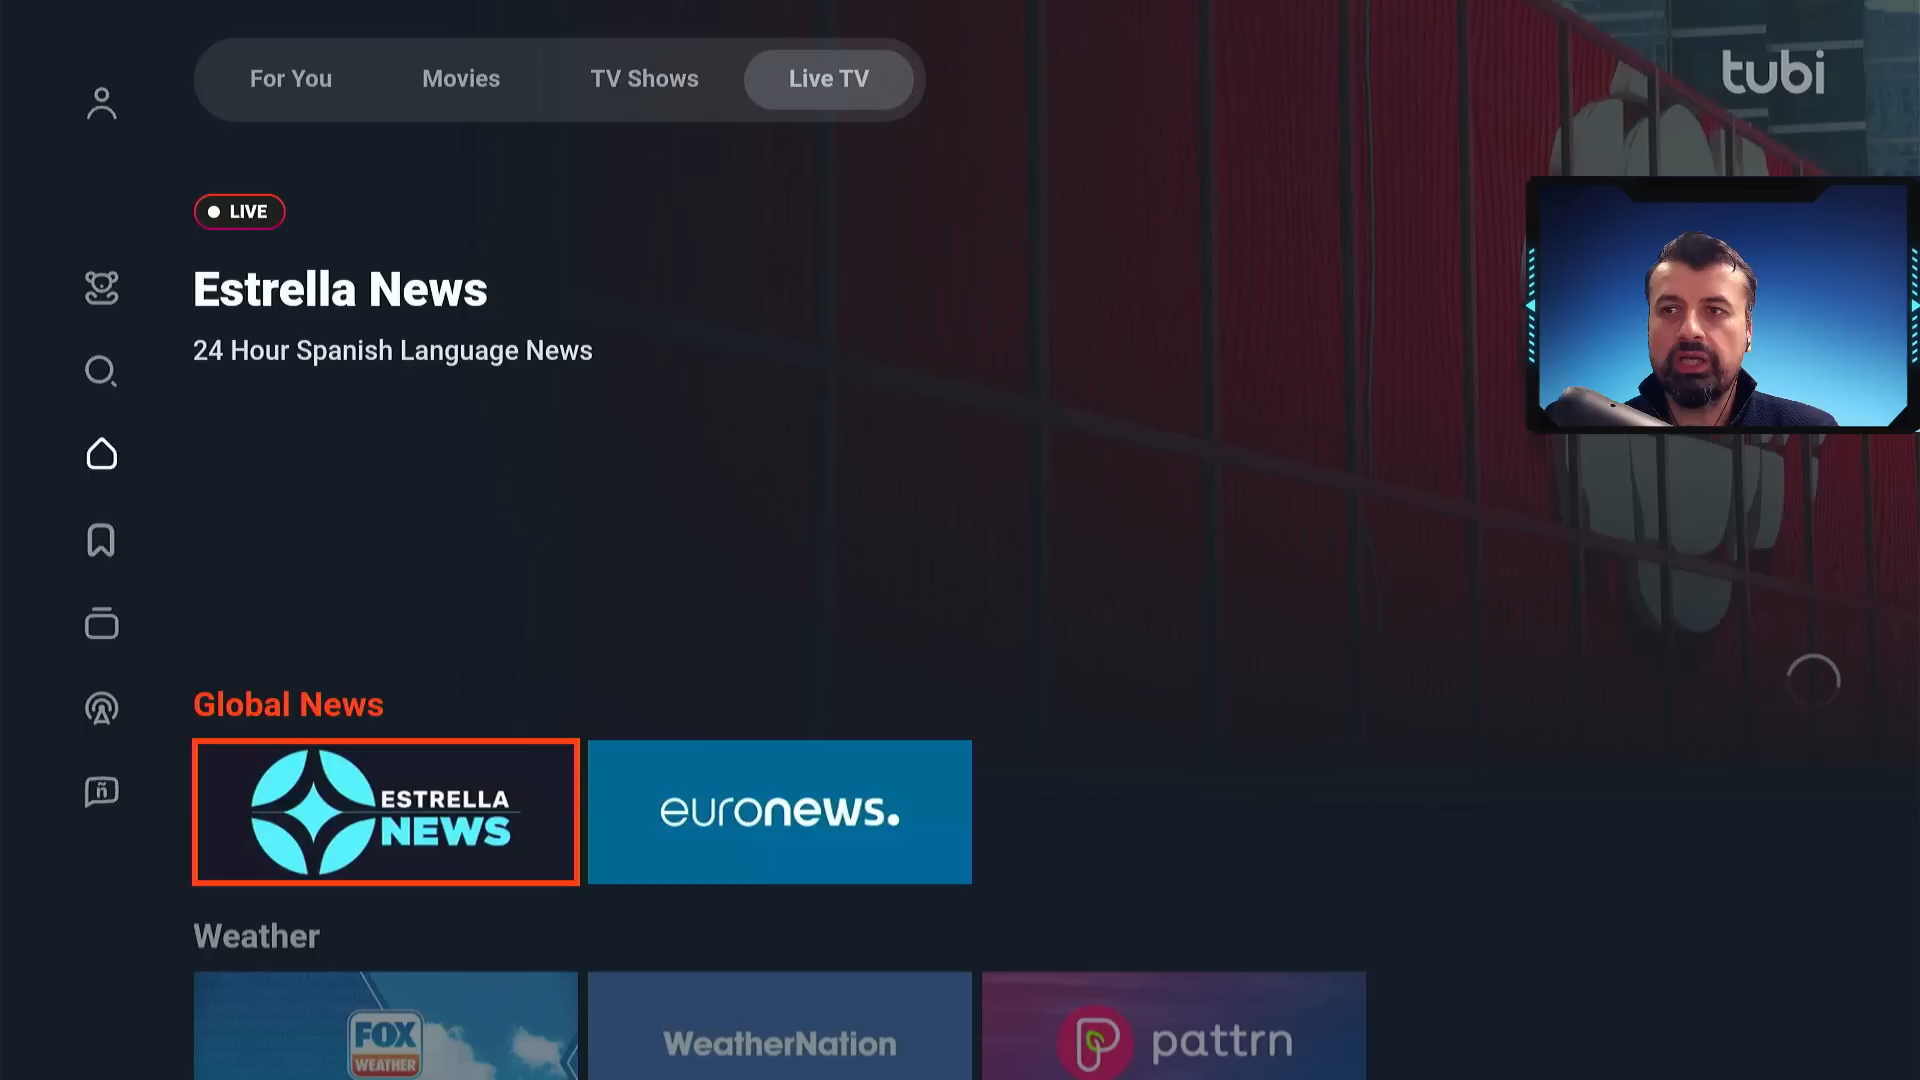 For You
Movies
TV Shows
Live TV
tubi
LIVE
Estrella News
24 Hour Spanish Language News
ñ
Global News
ESTRELLA
NEWS
euronews.
Weather
FOX
WEATHER
WeatherNation
pattrn